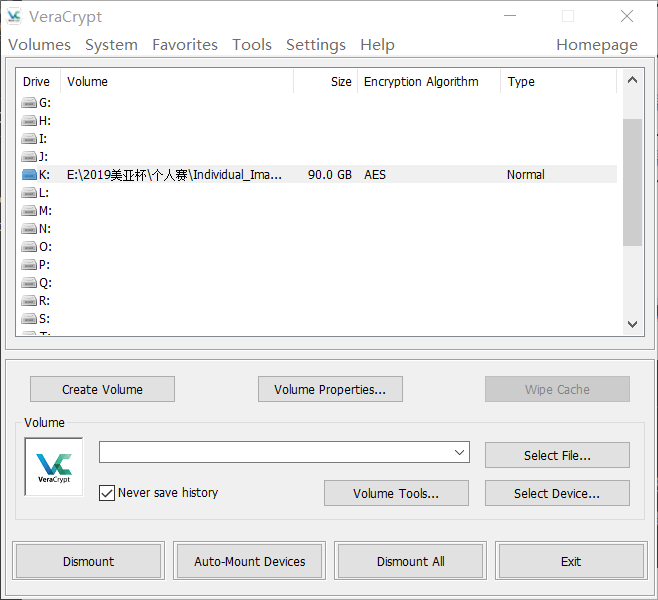 VeraCrypt
Volumes System Favorites Tools Settings Help Homepage
Drive Volume Size Encryption Algorithm Type
G:
H:
I:
J:
K: E:\2019美亚杯\个人赛\Individual_Ima... 90.0 GB AES Normal
L:
M:
N:
O:
P:
Q:
R:
S:
Create Volume Volume Properties... Wipe Cache
Volume
VeraCrypt
Select File...
Never save history Volume Tools... Select Device...
Dismount Auto-Mount Devices Dismount All Exit